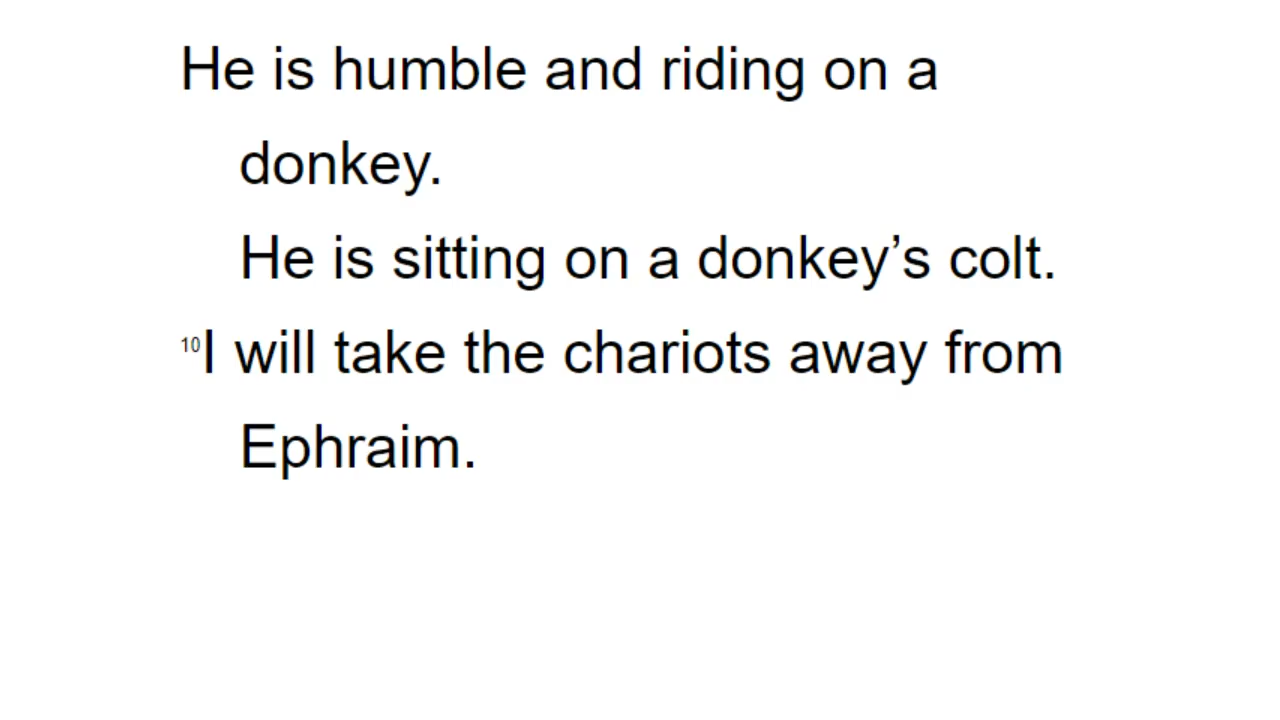 He is humble and riding on a
donkey.
He is sitting on a donkey’s colt.
10I will take the chariots away from
Ephraim.